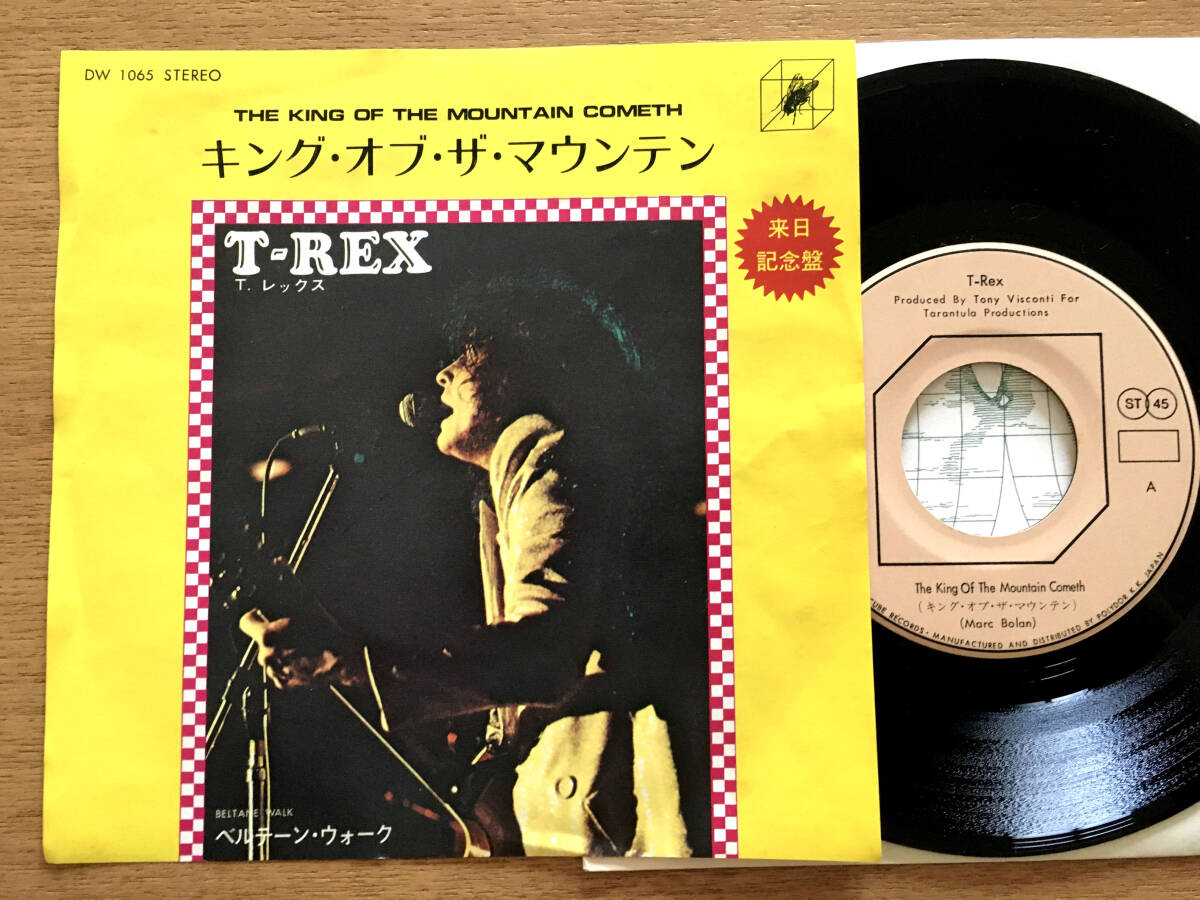 DW 1065 STEREO
THE KING OF THE MOUNTAIN COMETH
キング・オブ・ザ・マウンテン
来日
記念盤
T-REX
T. レックス
BELTANE WALK
ベルテーン・ウォーク
T-Rex
Produced By Tony Visconti For
Tarantula Productions
ST 45
A
The King Of The Mountain Cometh
(キング・オブ・ザ・マウンテン)
(Marc Bolan)
RECORDS · MANUFACTURED AND DISTRIBUTED BY POLYDOR K.K. JAPAN